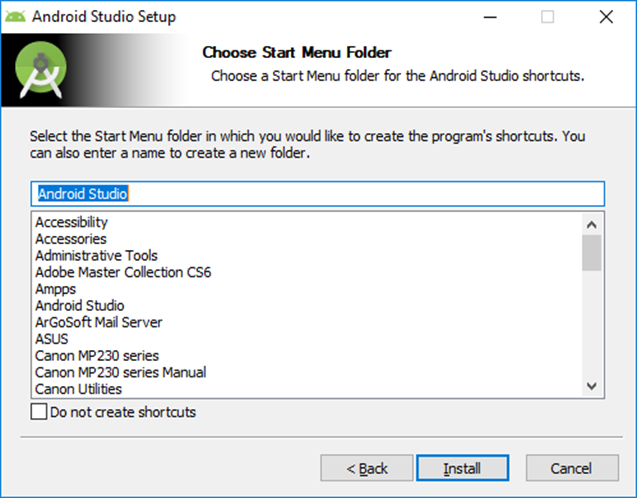 Android Studio Setup
Choose Start Menu Folder
Choose a Start Menu folder for the Android Studio shortcuts.
Select the Start Menu folder in which you would like to create the program's shortcuts. You
can also enter a name to create a new folder.
Android Studio
Accessibility
Accessories
Administrative Tools
Adobe Master Collection CS6
Ampps
Android Studio
ArGoSoft Mail Server
ASUS
Canon MP230 series
Canon MP230 series Manual
Canon Utilities
Do not create shortcuts
< Back
Install
Cancel